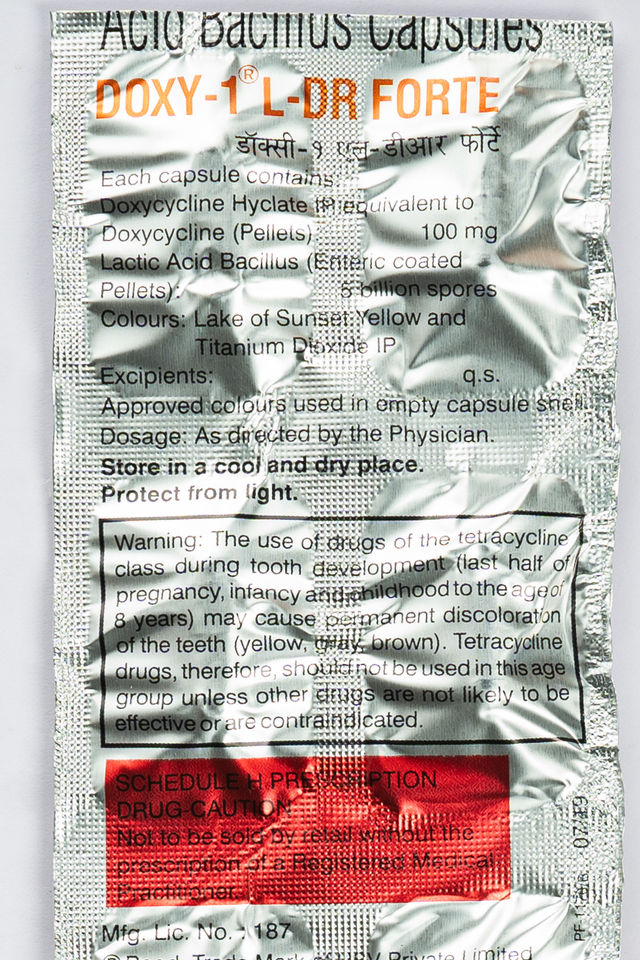 Acid Bacillus Capsules
DOXY-1® L-DR FORTE
डॉक्सी-१ एल-डीआर फोर्टे
Each capsule contains:
Doxycycline Hyclate IP equivalent to
Doxycycline (Pellets) 100 mg
Lactic Acid Bacillus (Enteric coated
Pellets): 5 billion spores
Colours: Lake of Sunset Yellow and
Titanium Dioxide IP
Excipients: q.s.
Approved colours used in empty capsule shell.
Dosage: As directed by the Physician.
Store in a cool and dry place.
Protect from light.
Warning: The use of drugs of the tetracycline
class during tooth development (last half of
pregnancy, infancy and childhood to the age of
8 years) may cause permanent discoloration
of the teeth (yellow, gray, brown). Tetracycline
drugs, therefore, should not be used in this age
group unless other drugs are not likely to be
effective or are contraindicated.
SCHEDULE H PRESCRIPTION
DRUG-CAUTION
Not to be sold by retail without the
prescription of a Registered Medical
Practitioner.
Mfg. Lic. No.: 187
Private Limited
07/19